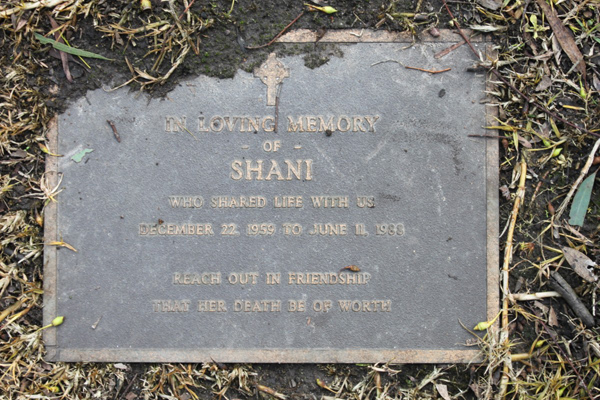 IN LOVING MEMORY
- OF -
SHANI
WHO SHARED LIFE WITH US
DECEMBER 22, 1959 TO JUNE 11, 1983
REACH OUT IN FRIENDSHIP
THAT HER DEATH BE OF WORTH